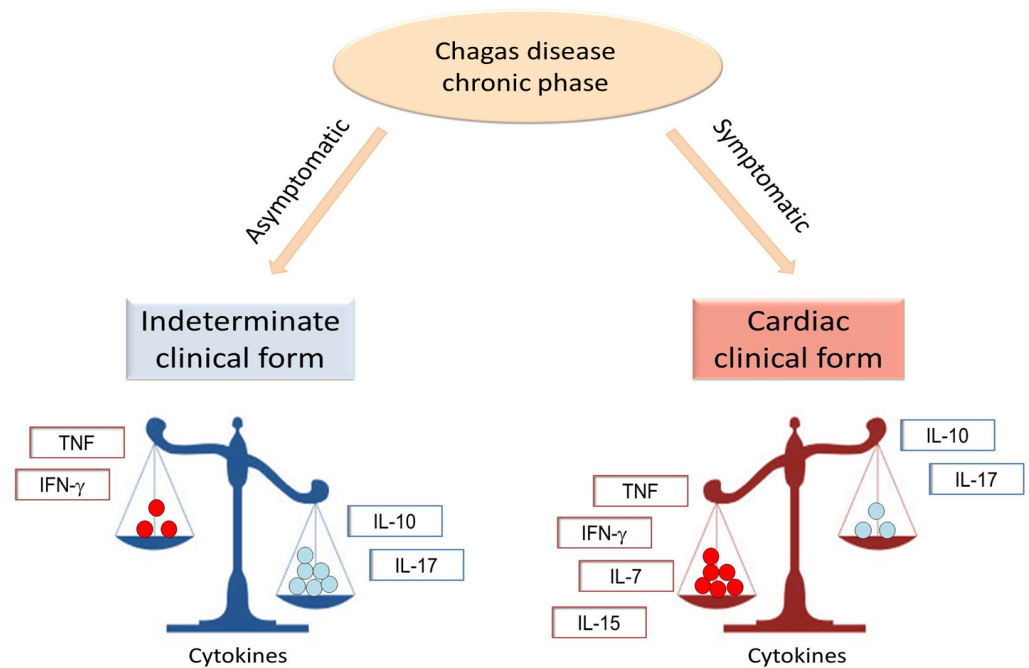 Chagas disease
chronic phase
Asymptomatic
Symptomatic
Indeterminate
clinical form
Cardiac
clinical form
TNF
IFN-γ
IL-10
IL-17
Cytokines
IL-10
IL-17
TNF
IFN-γ
IL-7
IL-15
Cytokines